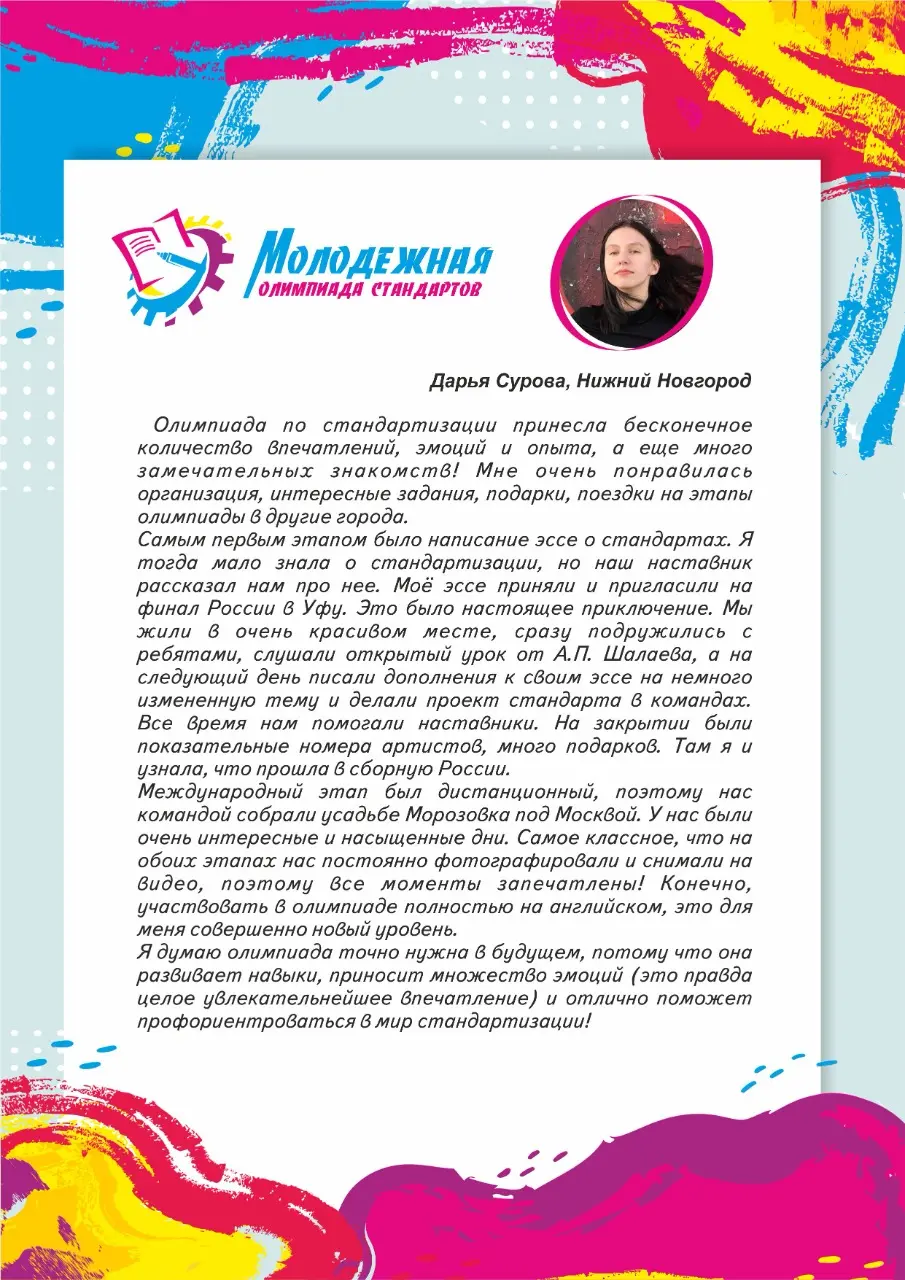 МОЛОДЕЖНАЯ
ОЛИМПИАДА СТАНДАРТОВ
Дарья Сурова, Нижний Новгород
Олимпиада по стандартизации принесла бесконечное
количество впечатлений, эмоций и опыта, а еще много
замечательных знакомств! Мне очень понравилась
организация, интересные задания, подарки, поездки на этапы
олимпиады в другие города.
Самым первым этапом было написание эссе о стандартах. Я
тогда мало знала о стандартизации, но наш наставник
рассказал нам про нее. Моё эссе приняли и пригласили на
финал России в Уфу. Это было настоящее приключение. Мы
жили в очень красивом месте, сразу подружились с
ребятами, слушали открытый урок от А.П. Шалаева, а на
следующий день писали дополнения к своим эссе на немного
измененную тему и делали проект стандарта в командах.
Все время нам помогали наставники. На закрытии были
показательные номера артистов, много подарков. Там я и
узнала, что прошла в сборную России.
Международный этап был дистанционный, поэтому нас
командой собрали усадьбе Морозовка под Москвой. У нас были
очень интересные и насыщенные дни. Самое классное, что на
обоих этапах нас постоянно фотографировали и снимали на
видео, поэтому все моменты запечатлены! Конечно,
участвовать в олимпиаде полностью на английском, это для
меня совершенно новый уровень.
Я думаю олимпиада точно нужна в будущем, потому что она
развивает навыки, приносит множество эмоций (это правда
целое увлекательнейшее впечатление) и отлично поможет
профориентроваться в мир стандартизации!